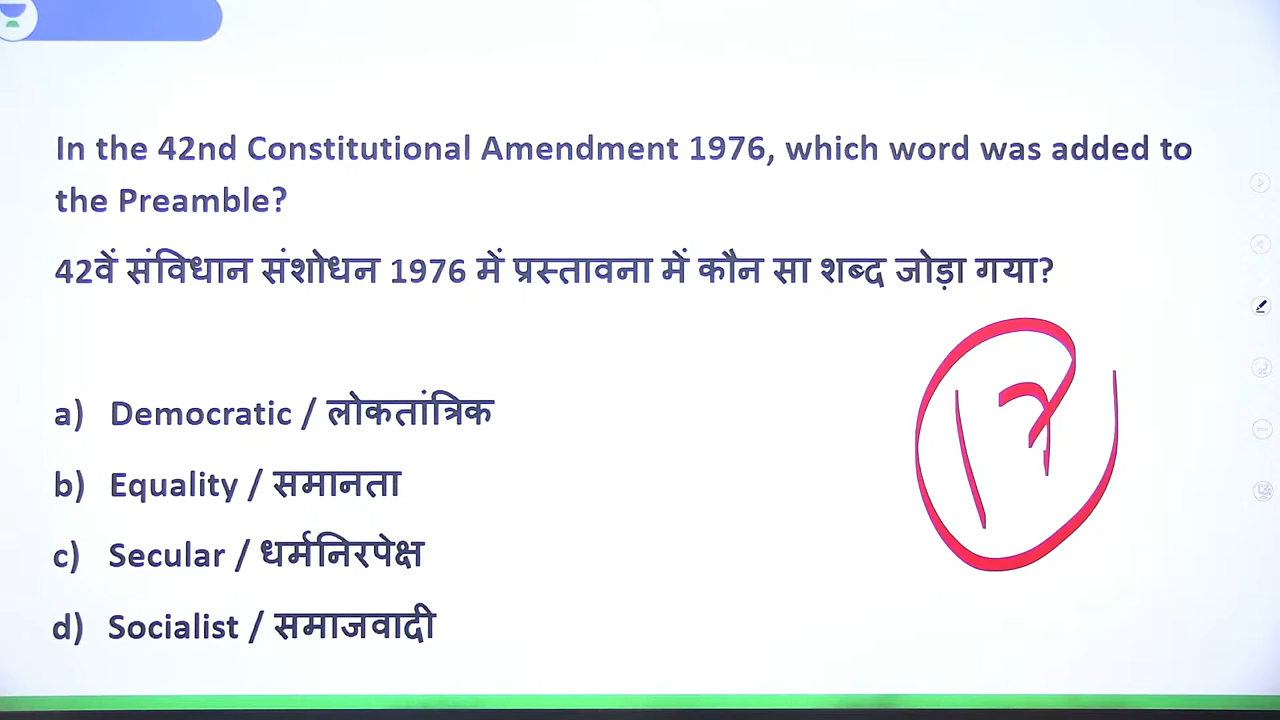 In the 42nd Constitutional Amendment 1976, which word was added to
the Preamble?
42वें संविधान संशोधन 1976 में प्रस्तावना में कौन सा शब्द जोड़ा गया?
a) Democratic / लोकतांत्रिक
b) Equality / समानता
c) Secular / धर्मनिरपेक्ष
d) Socialist / समाजवादी